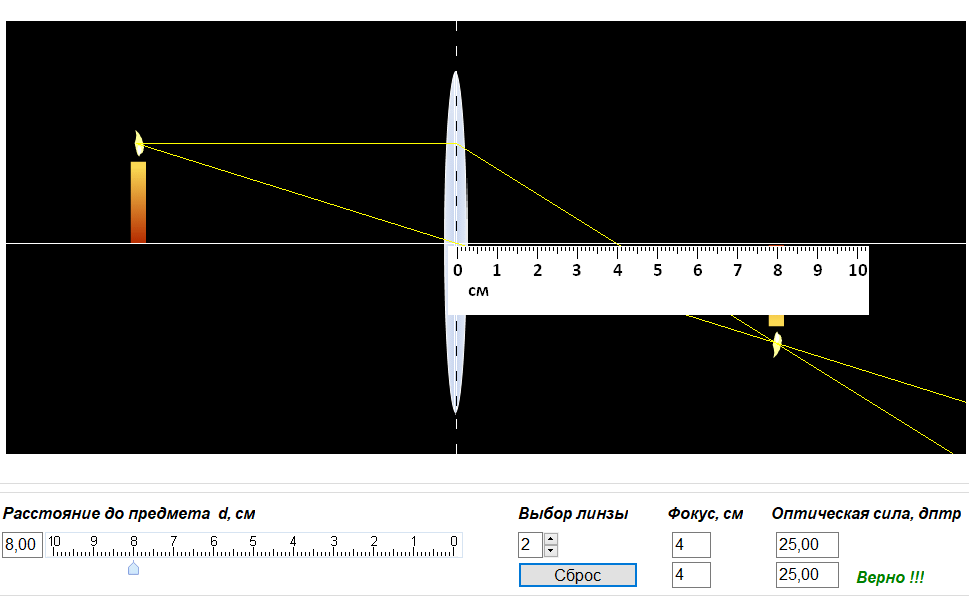 0 1 2 3 4 5 6 7 8 9 10
см
Расстояние до предмета d, см
Выбор линзы
Фокус, см
Оптическая сила, дптр
8,00
10 9 8 7 6 5 4 3 2 1 0
2
4
25,00
Сброс
4
25,00
Верно !!!